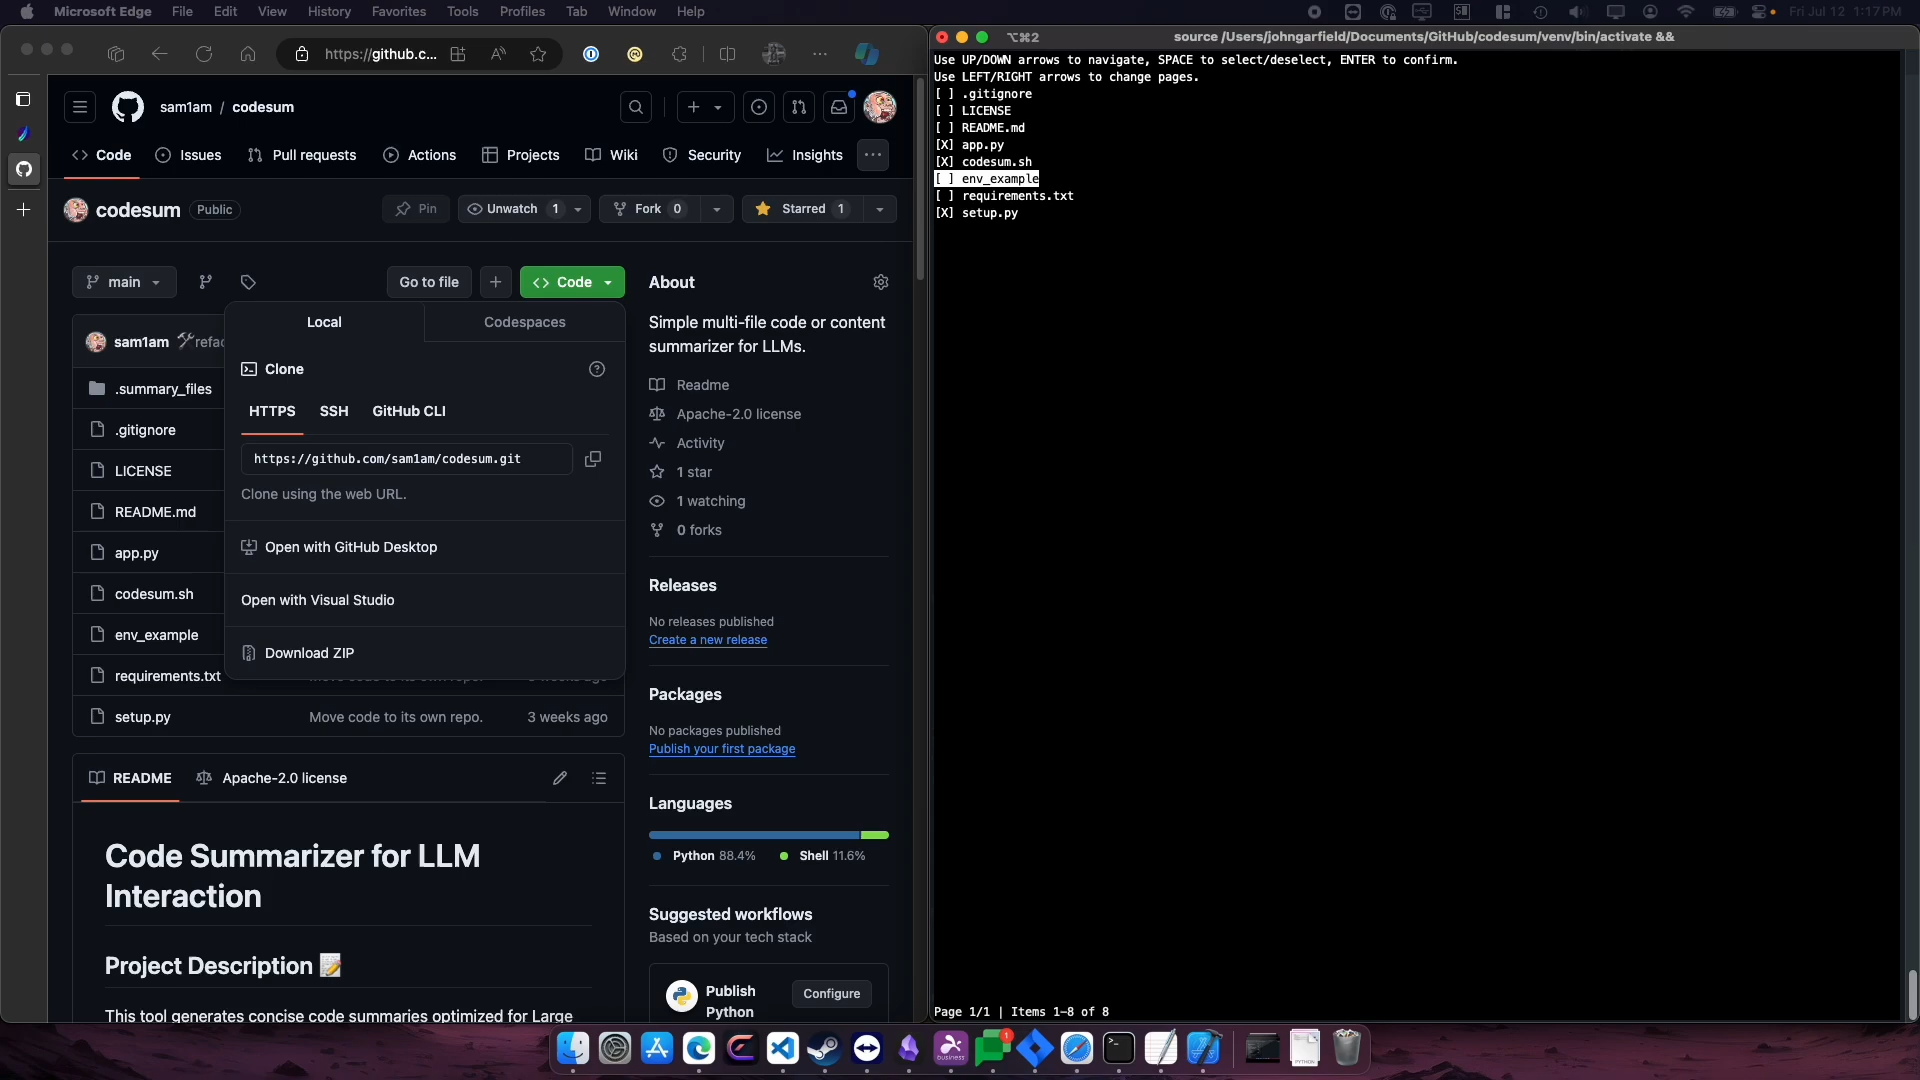 Microsoft Edge File Edit View History Favorites Tools Profiles Tab Window Help
Fri Jul 12 1:17 PM
https://github.c...
sam1am / codesum
Code Issues Pull requests Actions Projects Wiki Security Insights
codesum Public
Pin Unwatch 1 Fork 0 Starred 1
main Go to file Code
Local Codespaces
sam1am refac
Clone
HTTPS SSH GitHub CLI
https://github.com/sam1am/codesum.git
Clone using the web URL.
Open with GitHub Desktop
Open with Visual Studio
Download ZIP
.summary_files
.gitignore
LICENSE
README.md
app.py
codesum.sh
env_example
requirements.txt
setup.py Move code to its own repo. 3 weeks ago
README Apache-2.0 license
Code Summarizer for LLM
Interaction
Project Description
This tool generates concise code summaries optimized for Large
About
Simple multi-file code or content
summarizer for LLMs.
Readme
Apache-2.0 license
Activity
1 star
1 watching
0 forks
Releases
No releases published
Create a new release
Packages
No packages published
Publish your first package
Languages
Python 88.4% Shell 11.6%
Suggested workflows
Based on your tech stack
Publish
Python
Configure
⌥⌘2 source /Users/johngarfield/Documents/GitHub/codesum/venv/bin/activate &&
Use UP/DOWN arrows to navigate, SPACE to select/deselect, ENTER to confirm.
Use LEFT/RIGHT arrows to change pages.
[ ] .gitignore
[ ] LICENSE
[ ] README.md
[X] app.py
[X] codesum.sh
[ ] env_example
[ ] requirements.txt
[X] setup.py
Page 1/1 | Items 1-8 of 8
business
1